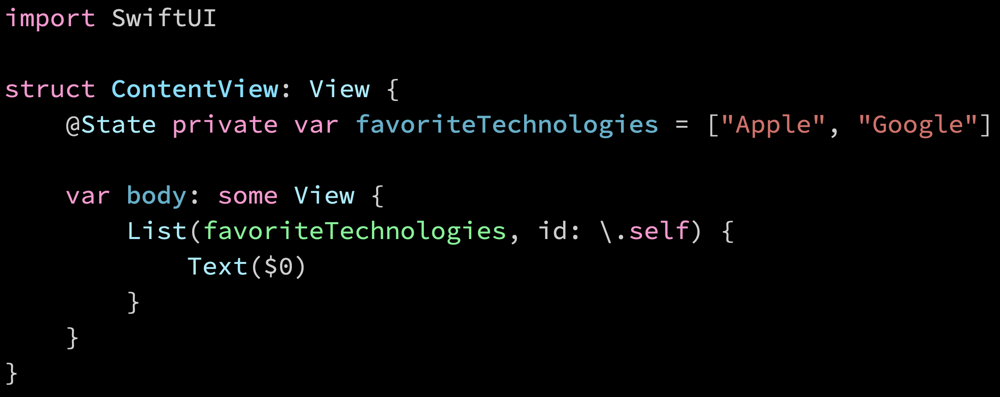 import SwiftUI

struct ContentView: View {
    @State private var favoriteTechnologies = ["Apple", "Google"]

    var body: some View {
        List(favoriteTechnologies, id: \.self) {
            Text($0)
        }
    }
}